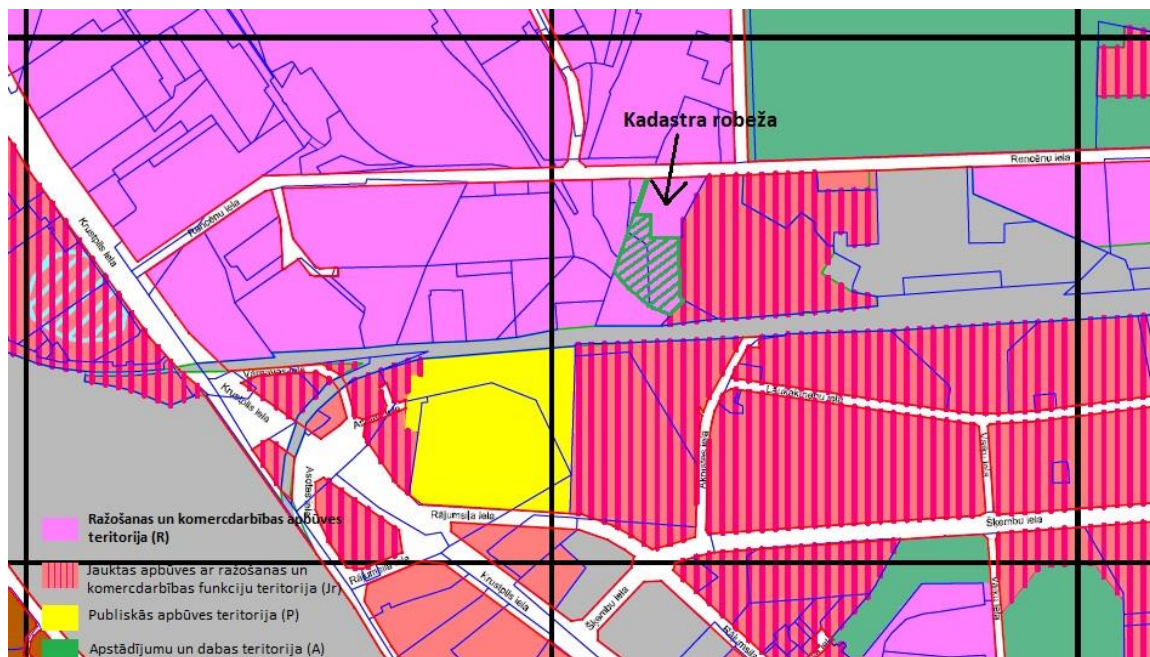 Kadastra robeža
Rencēnu iela
Rencēnu iela
Krustpils iela
Krustpils iela
Laukakmeņu iela
Aknīstes iela
Rājumsila iela
Šķembu iela
Krustpils iela
Šķembu iela
Ražošanas un komercdarbības apbūves
teritorija (R)
Jauktas apbūves ar ražošanas un
komercdarbības funkciju teritorija (Jr)
Publiskās apbūves teritorija (P)
Apstādījumu un dabas teritorija (A)